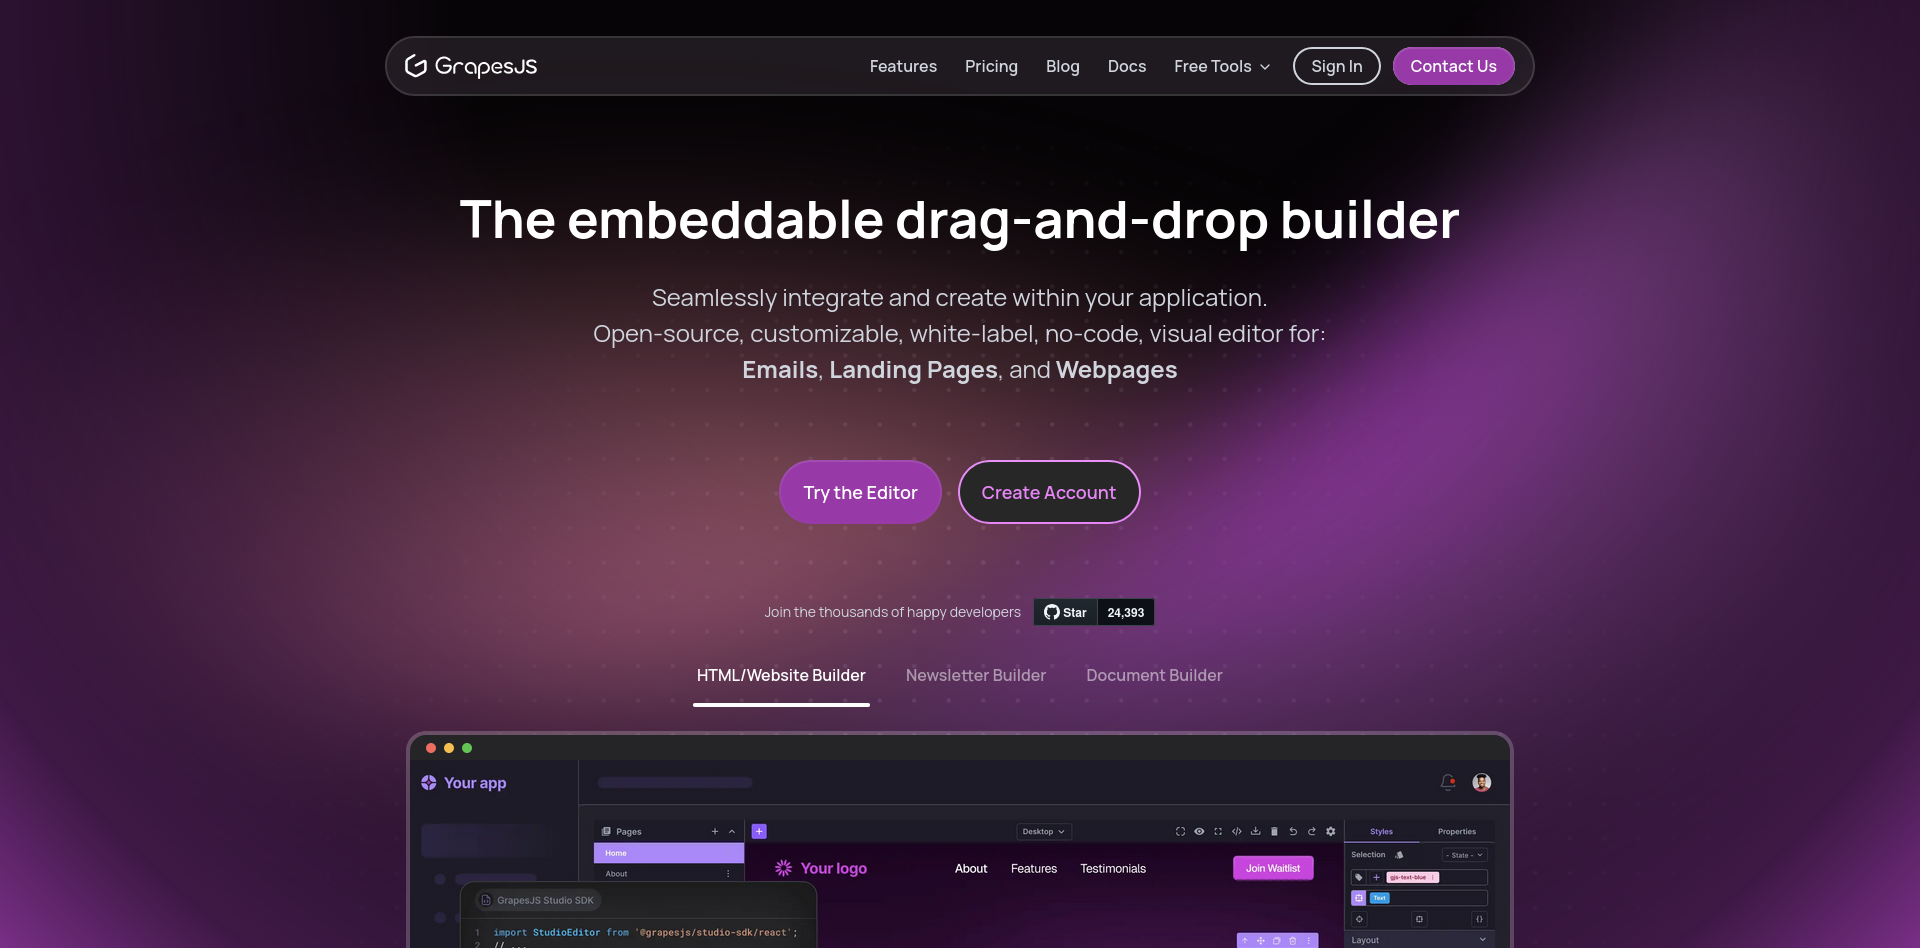 GrapesJS
Features Pricing Blog Docs Free Tools Sign In Contact Us
The embeddable drag-and-drop builder
Seamlessly integrate and create within your application.
Open-source, customizable, white-label, no-code, visual editor for:
Emails, Landing Pages, and Webpages
Try the Editor Create Account
Join the thousands of happy developers Star 24,393
HTML/Website Builder Newsletter Builder Document Builder
Your app
Pages Desktop Styles Properties
Home
About
Your logo About Features Testimonials Join Waitlist
Selection - State -
gjs-text-blue
Text
GrapesJS Studio SDK
1 import StudioEditor from '@grapesjs/studio-sdk/react';
2 // ...
Layout